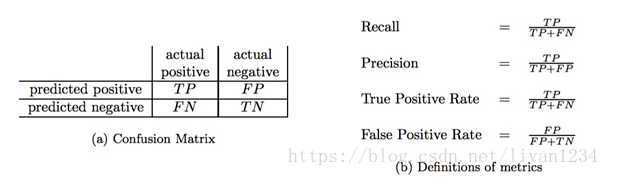 actual actual
positive negative
predicted positive TP FP
predicted negative FN TN
(a) Confusion Matrix
Recall = TP/TP+FN
Precision = TP/TP+FP
True Positive Rate = TP/TP+FN
False Positive Rate = FP/FP+TN
https://blog.csdn.net/liyan1234
(b) Definitions of metrics